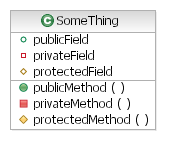 C SomeThing
publicField
privateField
protectedField
publicMethod ( )
privateMethod ( )
protectedMethod ( )